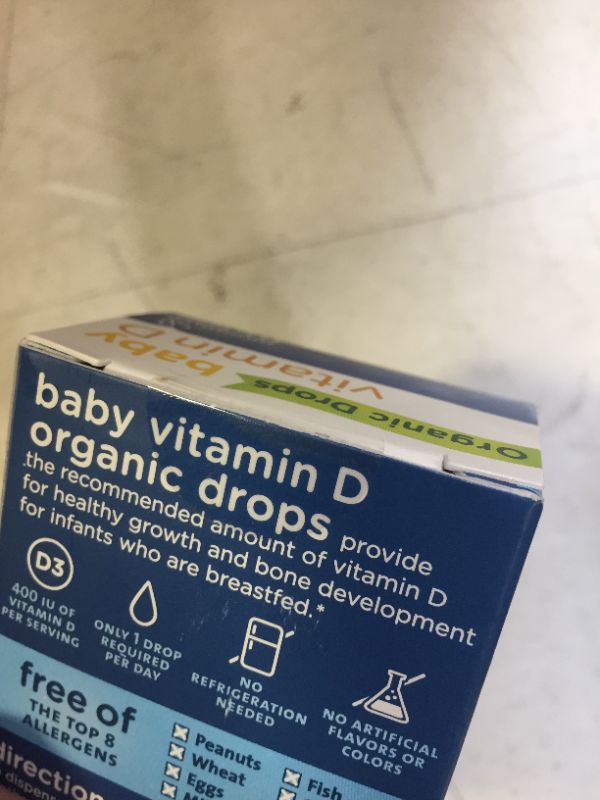 baby
vitamin D
Organic Drops
baby vitamin D
organic drops provide
the recommended amount of vitamin D
for healthy growth and bone development
for infants who are breastfed.*
D3
400 IU OF
VITAMIN D
PER SERVING
ONLY 1 DROP
REQUIRED
PER DAY
NO
REFRIGERATION
NEEDED
NO ARTIFICIAL
FLAVORS OR
COLORS
free of
THE TOP 8
ALLERGENS
Peanuts
Wheat
Eggs
Fish